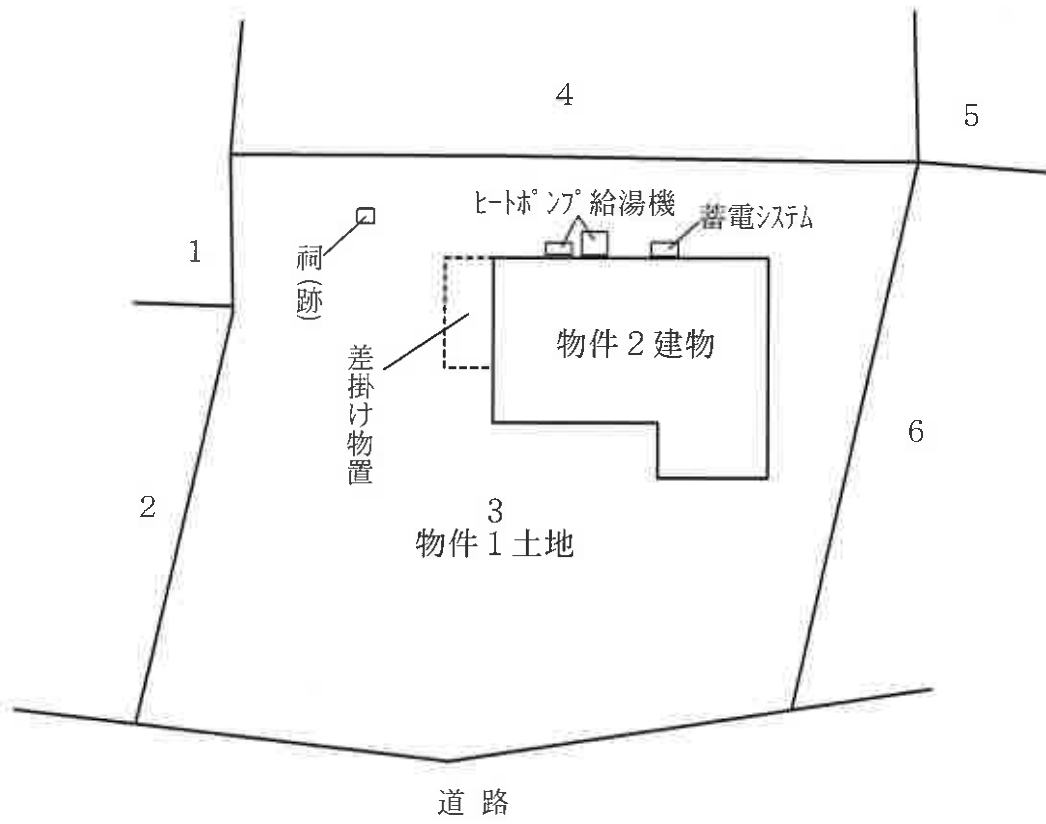 4
5
ﾋｰﾄﾎﾟﾝﾌﾟ給湯機
蓄電システム
1
祠(跡)
物件２建物
差掛け物置
6
2
3
物件１土地
道 路